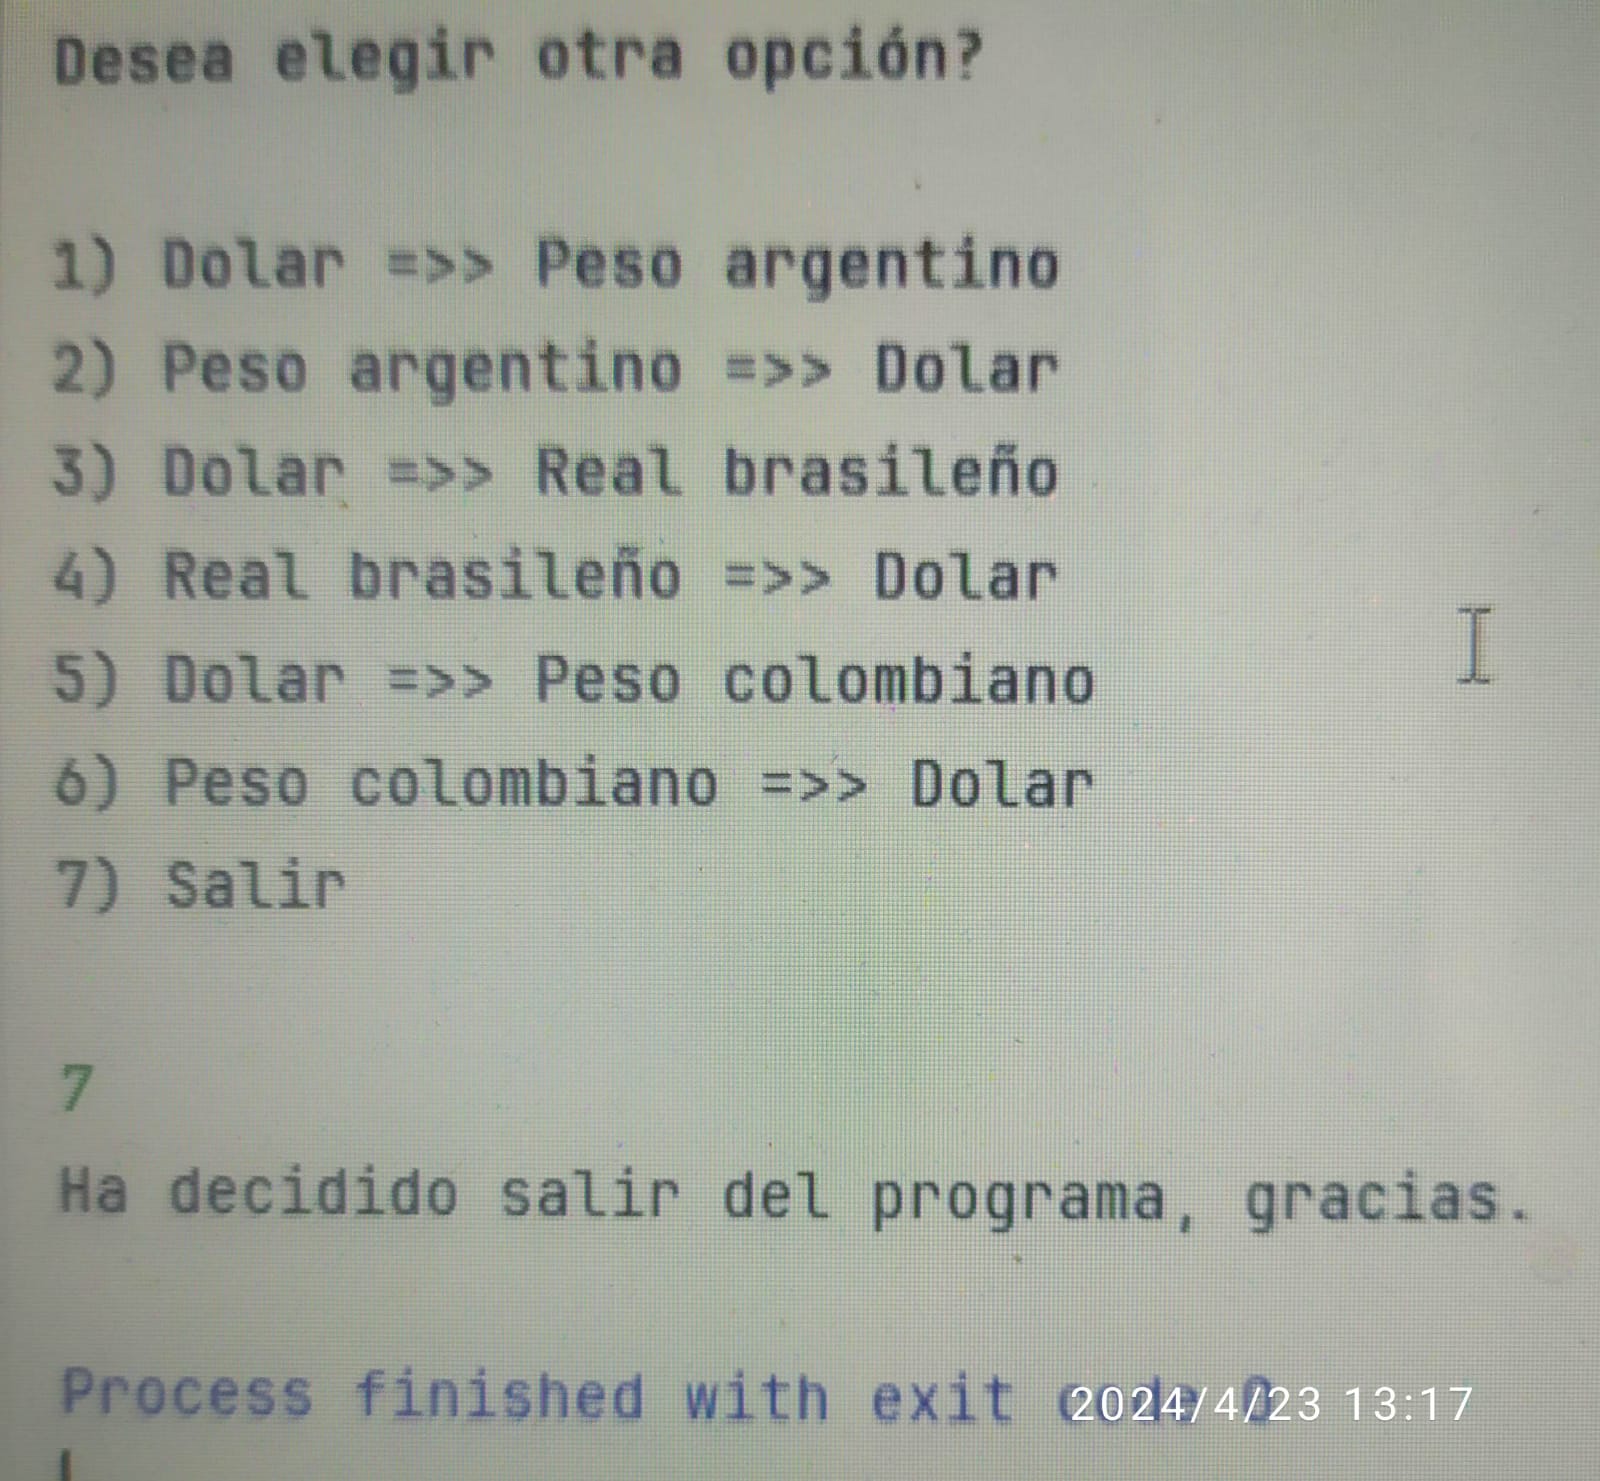 Desea elegir otra opción?
1) Dolar =>> Peso argentino
2) Peso argentino =>> Dolar
3) Dolar =>> Real brasileño
4) Real brasileño =>> Dolar
5) Dolar =>> Peso colombiano
6) Peso colombiano =>> Dolar
7) Salir
7
Ha decidido salir del programa, gracias.
Process finished with exit code 0
2024/4/23 13:17